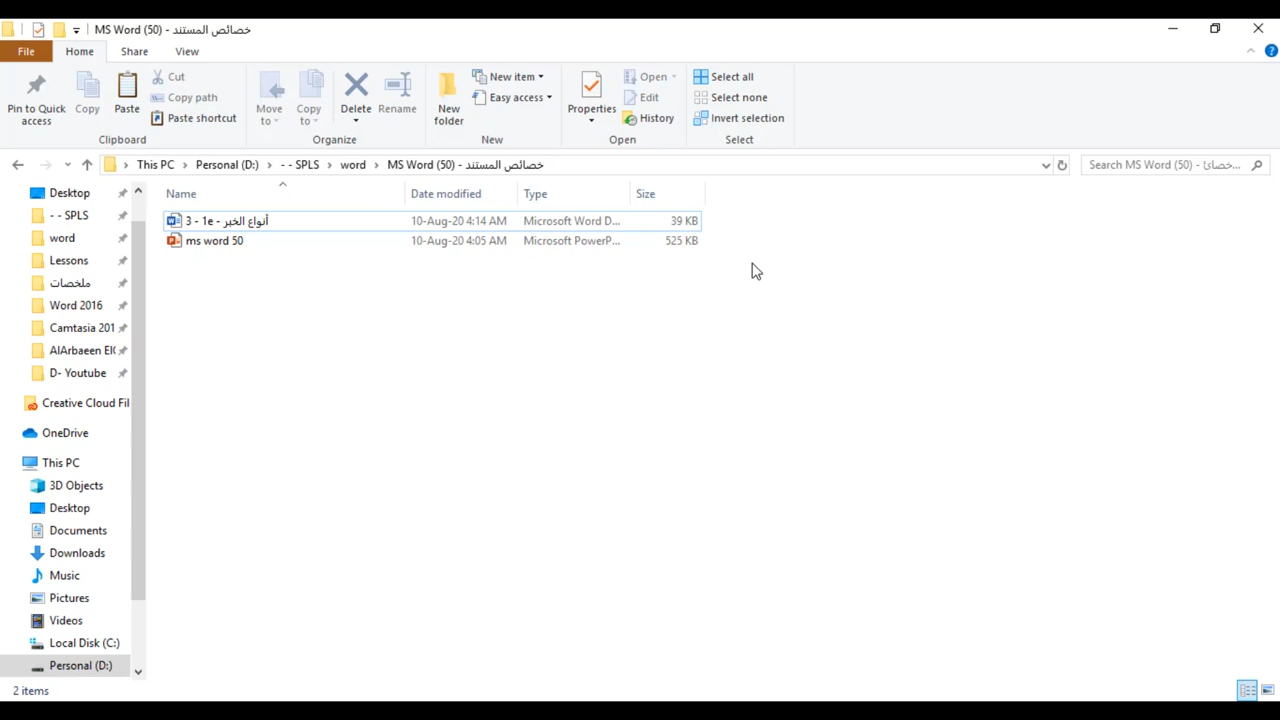 MS Word (50) - خصائص المستند
File Home Share View
Pin to Quick access
Copy
Paste
Cut
Copy path
Paste shortcut
Clipboard
Move to
Copy to
Delete
Rename
Organize
New folder
New item
Easy access
New
Properties
Open
Edit
History
Open
Select all
Select none
Invert selection
Select
This PC › Personal (D:) › - - SPLS › word › MS Word (50) - خصائص المستند
Search MS Word (50) - خصائ...
Name Date modified Type Size
3 - 1e - أنواع الخبر 10-Aug-20 4:14 AM Microsoft Word D... 39 KB
ms word 50 10-Aug-20 4:05 AM Microsoft PowerP... 525 KB
Desktop
- - SPLS
word
Lessons
ملخصات
Word 2016
Camtasia 201
AlArbaeen El
D- Youtube
Creative Cloud Fil
OneDrive
This PC
3D Objects
Desktop
Documents
Downloads
Music
Pictures
Videos
Local Disk (C:)
Personal (D:)
2 items